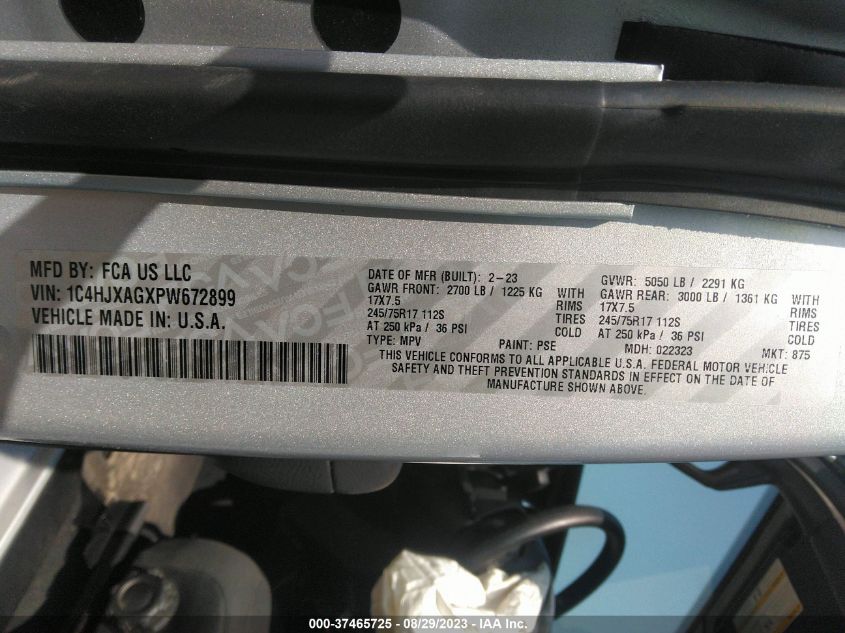 MFD BY: FCA US LLC
VIN: 1C4HJXAGXPW672899
VEHICLE MADE IN: U.S.A.
DATE OF MFR (BUILT): 2-23 GVWR: 5050 LB / 2291 KG
GAWR FRONT: 2700 LB / 1225 KG WITH GAWR REAR: 3000 LB / 1361 KG WITH
17X7.5 RIMS 17X7.5 RIMS
245/75R17 112S TIRES 245/75R17 112S TIRES
AT 250 kPa / 36 PSI COLD AT 250 kPa / 36 PSI COLD
TYPE: MPV PAINT: PSE MDH: 022323 MKT: 875
THIS VEHICLE CONFORMS TO ALL APPLICABLE U.S.A. FEDERAL MOTOR VEHICLE
SAFETY AND THEFT PREVENTION STANDARDS IN EFFECT ON THE DATE OF
MANUFACTURE SHOWN ABOVE.
000-37465725 - 08/29/2023 - IAA Inc.